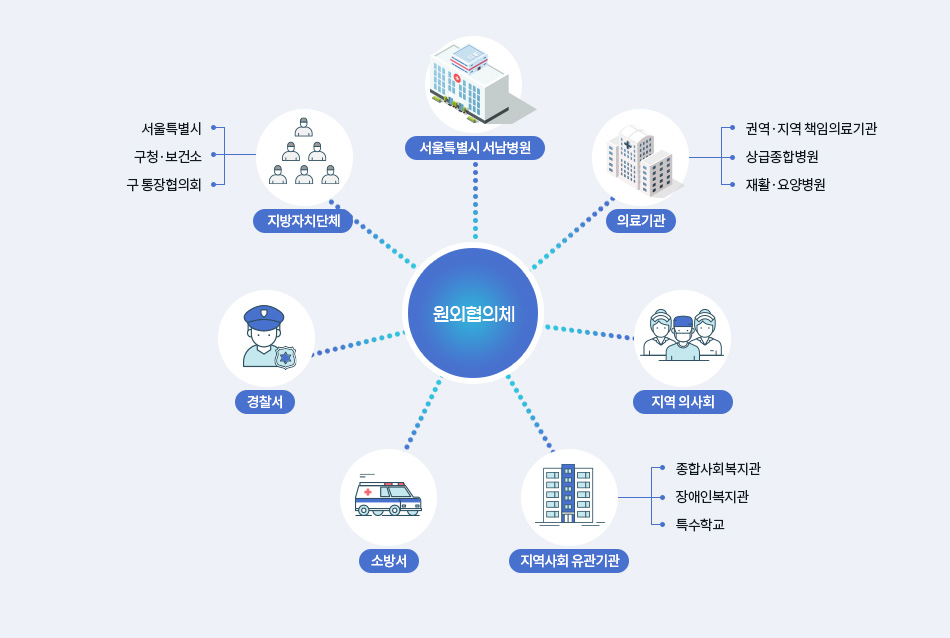 서울특별시 서남병원
서울특별시
구청·보건소
구 통장협의회
지방자치단체
권역·지역 책임의료기관
상급종합병원
재활·요양병원
의료기관
원외협의체
경찰서
지역 의사회
소방서
지역사회 유관기관
종합사회복지관
장애인복지관
특수학교